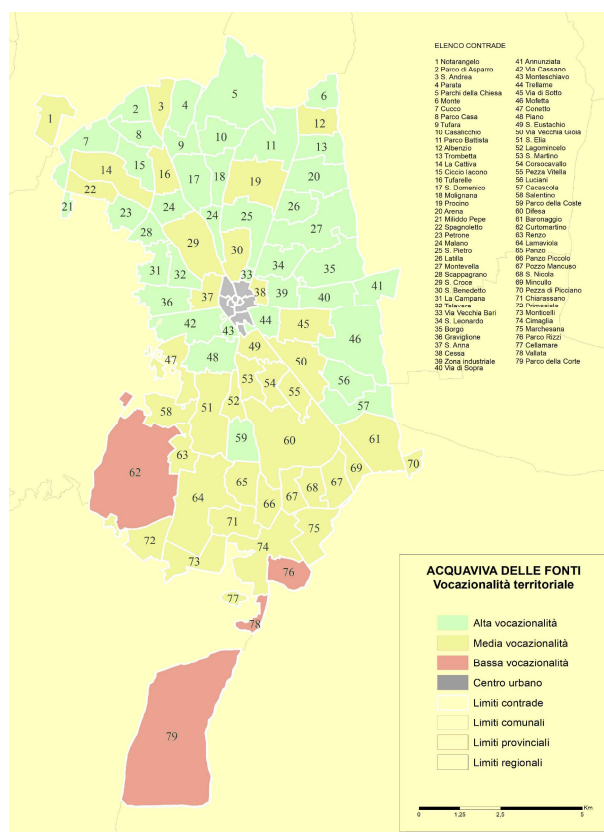 ELENCO CONTRADE
1 Notarangelo
2 Parco di Asparro
3 S. Andrea
4 Parata
5 Parchi della Chiesa
6 Monte
7 Cucco
8 Parco Casa
9 Tufara
10 Casalicchio
11 Parco Battista
12 Albenzio
13 Trombetta
14 La Cattiva
15 Ciccio Iacono
16 Tufarelle
17 S. Domenico
18 Molignana
19 Procino
20 Arena
21 Miliddo Pepe
22 Spagnoletto
23 Petrone
24 Malano
25 S. Pietro
26 Latilla
27 Montevella
28 Scappagrano
29 S. Croce
30 S. Benedetto
31 La Campana
32 Talavera
33 Via Vecchia Bari
34 S. Leonardo
35 Borgo
36 Graviglione
37 S. Anna
38 Cessa
39 Zona industriale
40 Via di Sopra
41 Annunziata
42 Via Cassano
43 Monteschiavo
44 Trellame
45 Via di Sotto
46 Mofetta
47 Conetto
48 Piano
49 S. Eustachio
50 Via Vecchia Gioia
51 S. Elia
52 Lagomincelo
53 S. Martino
54 Corsocavallo
55 Pezza Vitella
56 Luciani
57 Cacascola
58 Salentino
59 Parco della Coste
60 Difesa
61 Baronaggio
62 Curtomartino
63 Renzo
64 Lamaviola
65 Panzo
66 Panzo Piccolo
67 Pozzo Mancuso
68 S. Nicola
69 Mincullo
70 Pezza di Picciano
71 Chiarassano
73 Monticelli
74 Cimaglia
75 Marchesana
76 Parco Rizzi
77 Cellamare
78 Vallata
79 Parco della Corte
1
2
3
4
5
6
7
8
9
10
11
12
13
14
15
16
17
18
19
20
21
22
23
24
24
25
26
27
28
29
30
31
32
33
34
35
36
37
38
39
40
41
42
43
44
45
46
47
48
49
50
51
52
53
54
55
56
57
58
59
60
61
62
63
64
65
66
67
68
67
69
70
71
72
73
74
75
76
77
78
79
ACQUAVIVA DELLE FONTI
Vocazionalità territoriale
Alta vocazionalità
Media vocazionalità
Bassa vocazionalità
Centro urbano
Limiti contrade
Limiti comunali
Limiti provinciali
Limiti regionali
Km
0 1,25 2,5 5